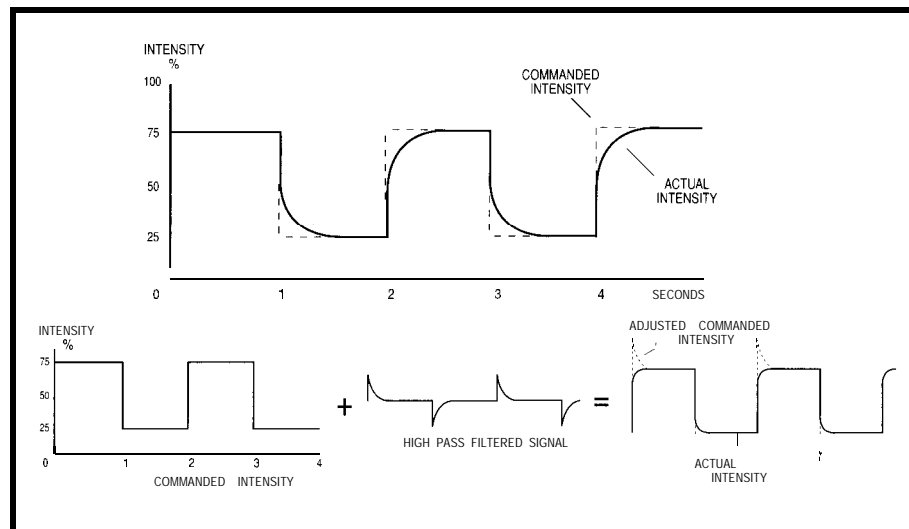 INTENSITY
%
100
COMMANDED
INTENSITY
75
50
ACTUAL
INTENSITY
25
0 1 2 3 4 SECONDS
INTENSITY
%
75
50
25
0 1 2 3 4
COMMANDED INTENSITY
+
HIGH PASS FILTERED SIGNAL
=
ADJUSTED COMMANDED
INTENSITY
ACTUAL
INTENSITY